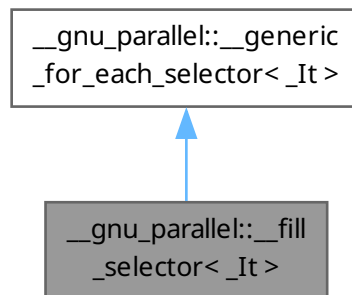 __gnu_parallel::__generic
_for_each_selector< _It >
__gnu_parallel::__fill
_selector< _It >